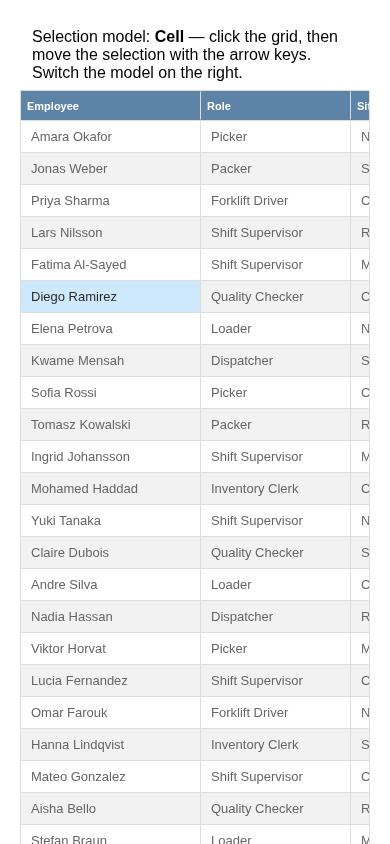 Selection model: Cell — click the grid, then
move the selection with the arrow keys.
Switch the model on the right.
Employee Role
Amara Okafor Picker N
Jonas Weber Packer S
Priya Sharma Forklift Driver
Lars Nilsson Shift Supervisor R
Fatima Al-Sayed Shift Supervisor M
Diego Ramirez Quality Checker
Elena Petrova Loader N
Kwame Mensah Dispatcher S
Sofia Rossi Picker
Tomasz Kowalski Packer R
Ingrid Johansson Shift Supervisor M
Mohamed Haddad Inventory Clerk
Yuki Tanaka Shift Supervisor N
Claire Dubois Quality Checker S
Andre Silva Loader
Nadia Hassan Dispatcher R
Viktor Horvat Picker M
Lucia Fernandez Shift Supervisor
Omar Farouk Forklift Driver N
Hanna Lindqvist Inventory Clerk S
Mateo Gonzalez Shift Supervisor
Aisha Bello Quality Checker R
Stefan Braun Loader M